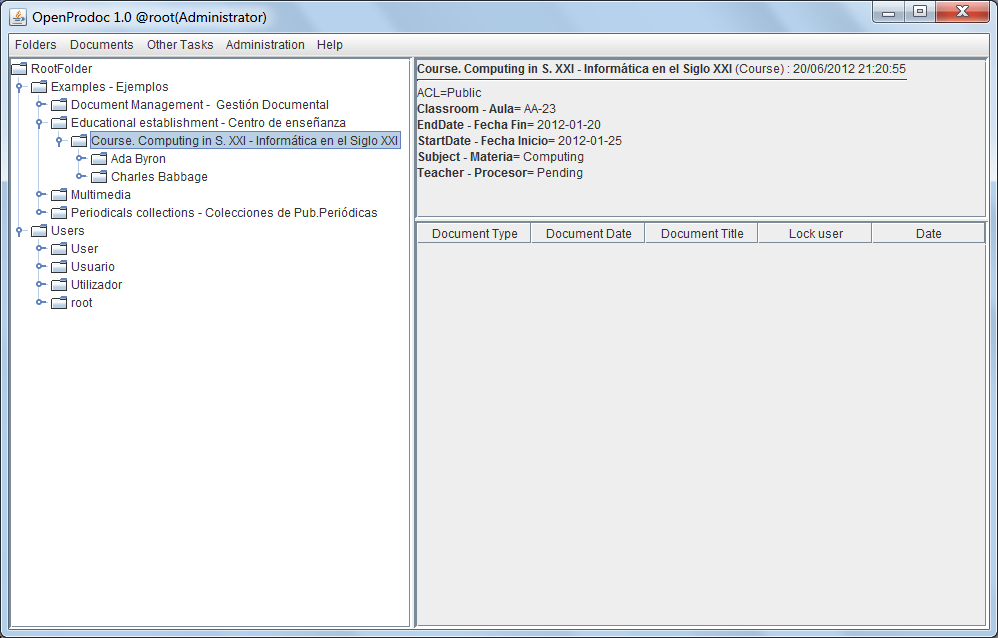 OpenProdoc 1.0 @root(Administrator)
Folders Documents Other Tasks Administration Help
RootFolder
Examples - Ejemplos
Document Management - Gestión Documental
Educational establishment - Centro de enseñanza
Course. Computing in S. XXI - Informática en el Siglo XXI
Ada Byron
Charles Babbage
Multimedia
Periodicals collections - Colecciones de Pub.Periódicas
Users
User
Usuario
Utilizador
root
Course. Computing in S. XXI - Informática en el Siglo XXI (Course) : 20/06/2012 21:20:55
ACL=Public
Classroom - Aula= AA-23
EndDate - Fecha Fin= 2012-01-20
StartDate - Fecha Inicio= 2012-01-25
Subject - Materia= Computing
Teacher - Procesor= Pending
Document Type Document Date Document Title Lock user Date